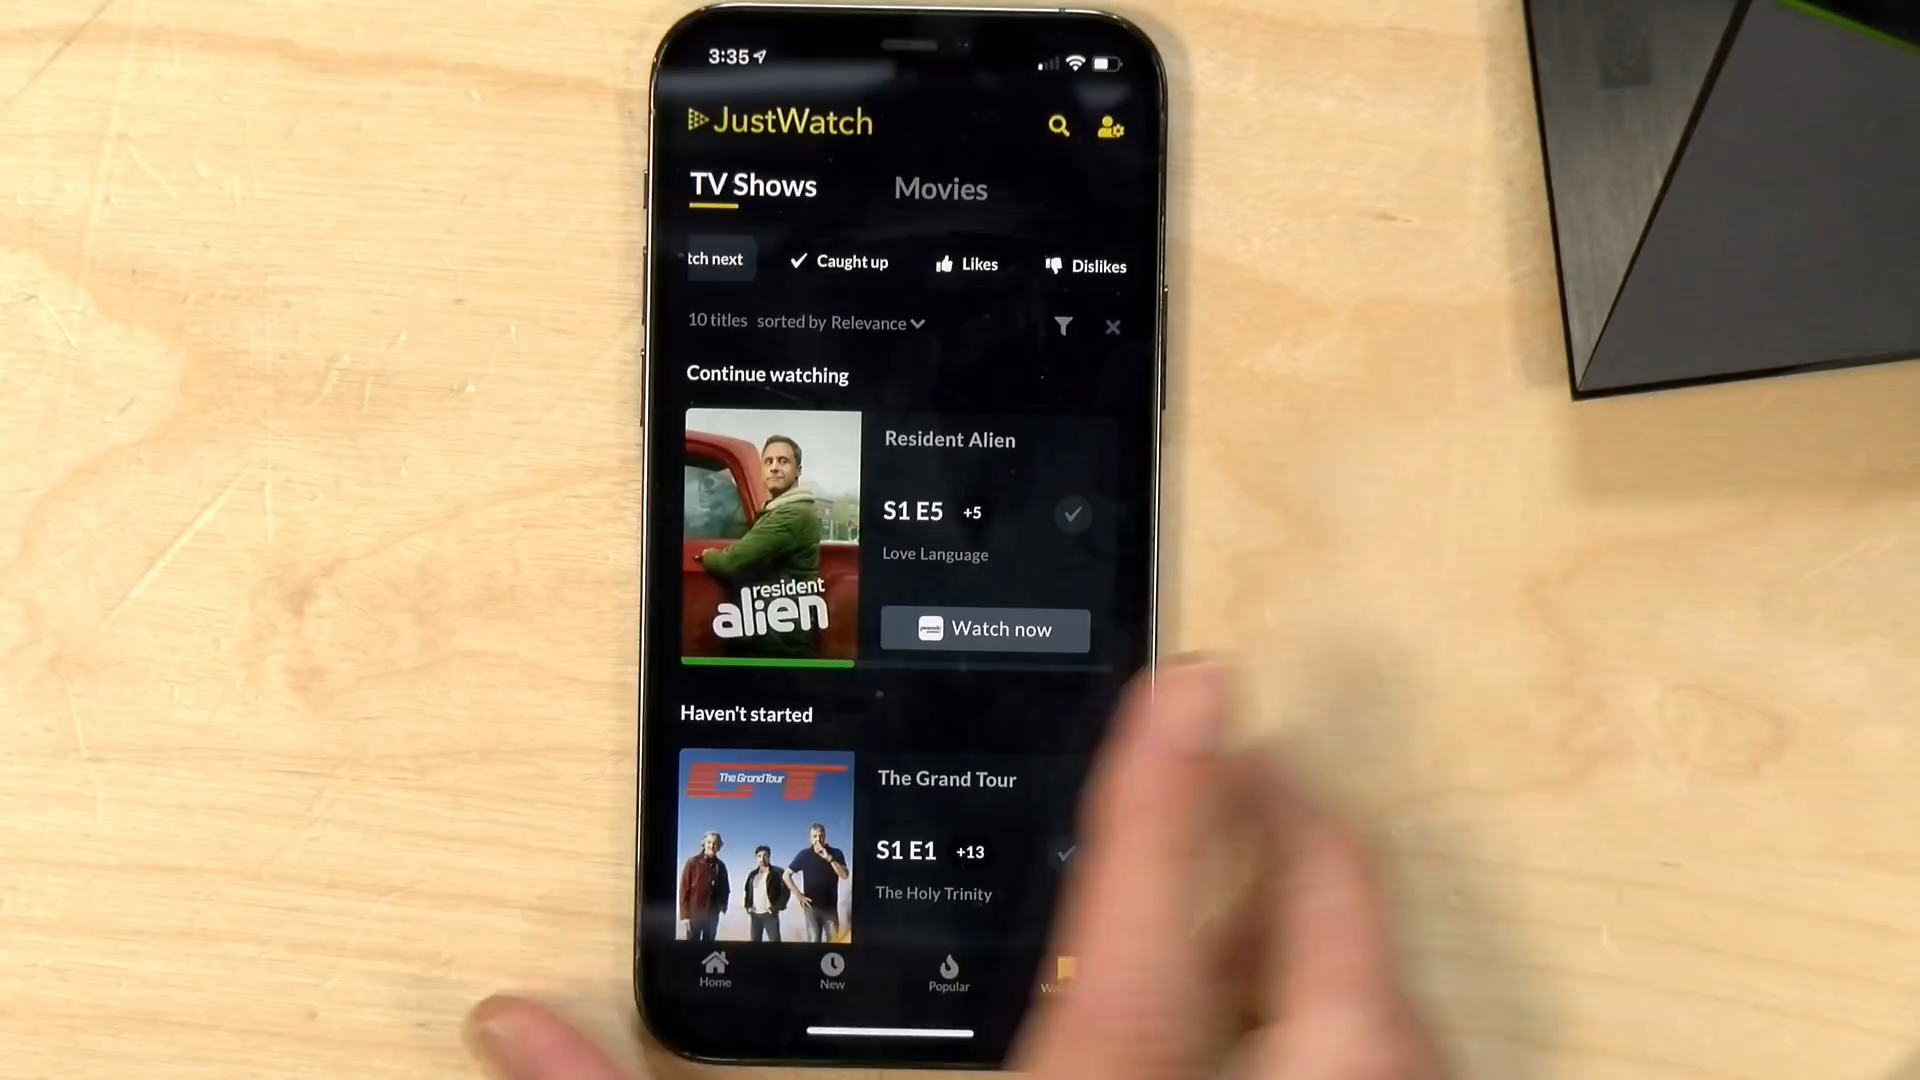 3:35
JustWatch
TV Shows Movies
tch next Caught up Likes Dislikes
10 titles sorted by Relevance
Continue watching
Resident Alien
S1 E5 +5
Love Language
resident
alien
Watch now
Haven't started
The Grand Tour
The Grand Tour
S1 E1 +13
The Holy Trinity
Home New Popular